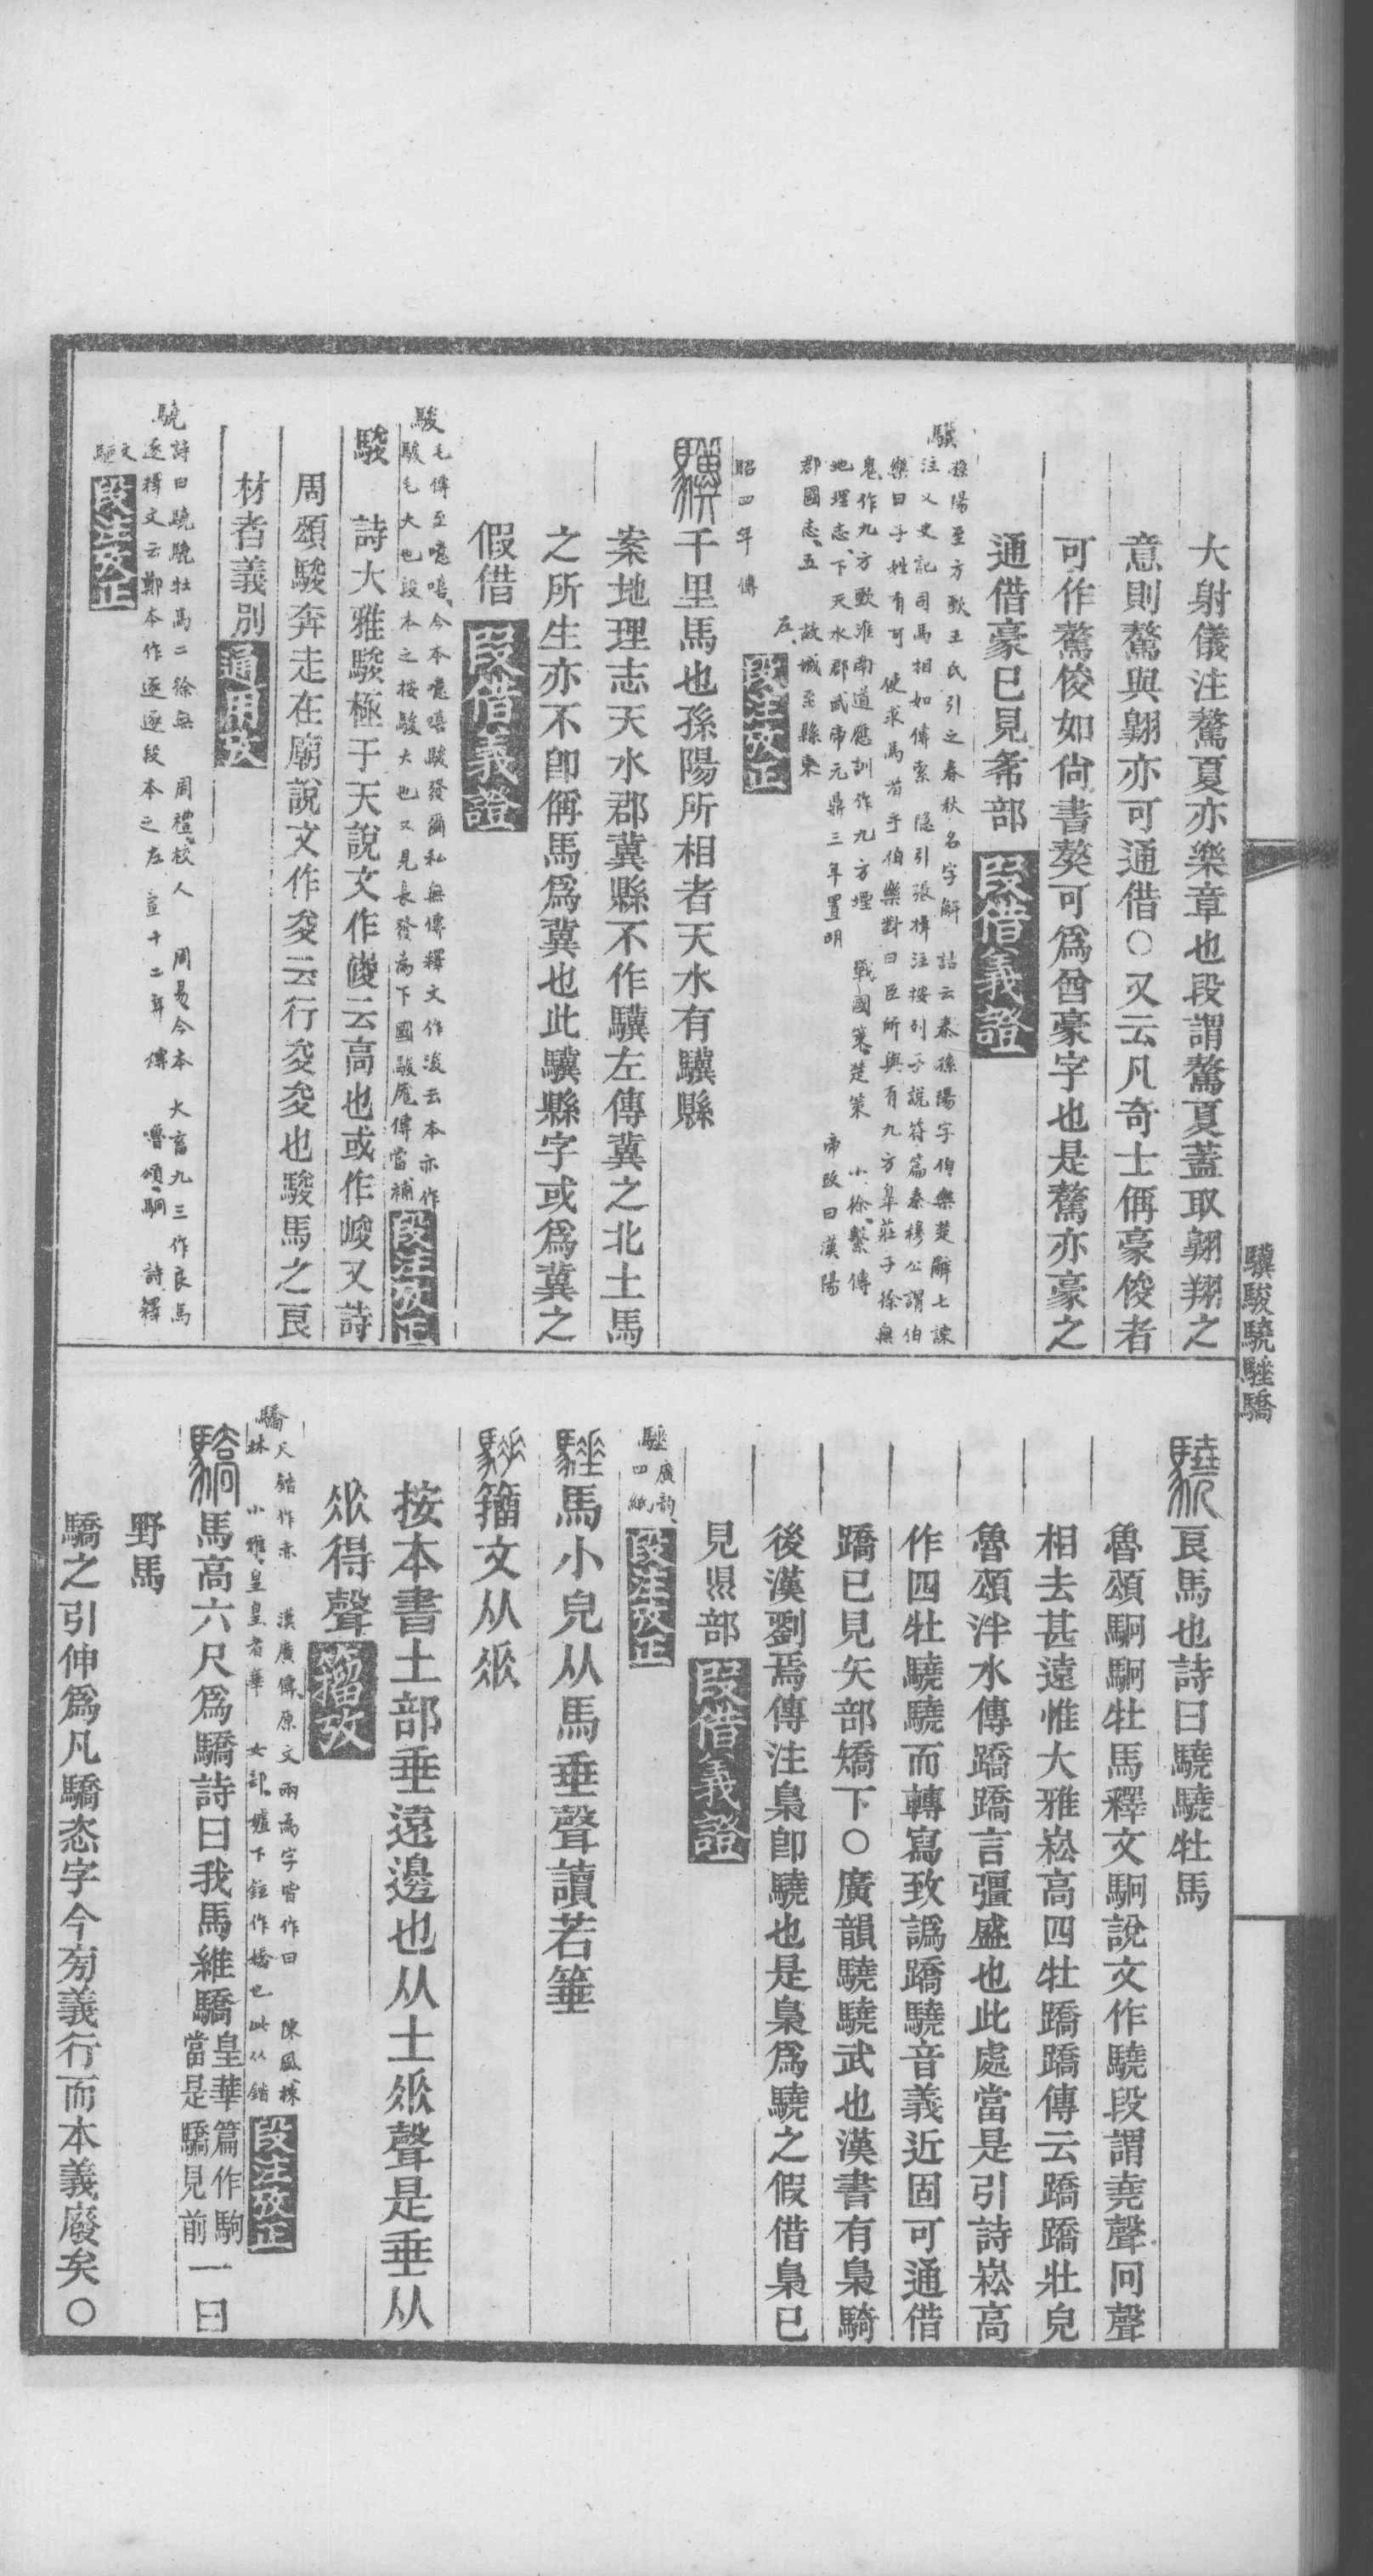 驥駿驍騹驕
大射儀注驁夏亦樂章也段謂驁夏蓋取翺翔之
意則驁與翺亦可通借○又云凡奇士偁豪俊者
可作驁俊如尙書獒可爲酋豪字也是驁亦豪之
通借豪已見㣇部 段借義證
驥 孫陽至方歅王氏引之春秋名字解 詁云秦孫陽字伯樂楚辭七諫
注又史記司馬相如傳索 隱引張揖注按列子說符篇秦穆公謂伯
樂曰子姓有可 使求馬者乎伯樂對曰臣所與有九方皋莊子徐無
鬼作九方歅淮南道應訓作九方堙 戰國策楚策 小徐繫傳
地理志下天水郡武帝元鼎三年置明 帝改曰漢陽
郡國志五 故城至縣東
左
昭四年傳 段注攷正
驥千里馬也孫陽所相者天水有驥縣
案地理志天水郡冀縣不作驥左傳冀之北土馬
之所生亦不卽偁馬爲冀也此驥縣字或爲冀之
假借 段借義證
駿毛傳至噫嘻今本噫嘻駿發爾私無傳釋文作浚云本亦作
駿毛大也段本之按駿大也又見長發爲下國駿厖傳當補 段注攷正
駿 詩大雅駿極于天說文作㕙云高也或作峻又詩
周頌駿奔走在廟說文作夋云行夋夋也駿馬之良
材者義別 通用攷
驍詩曰驍驍牡馬二徐無 周禮校人 周易今本 大畜九三作良馬
逐釋文云鄭本作逐逐段本之左 宣十二年傳 魯頌駉 詩釋
文
駉 段注攷正
驍良馬也詩曰驍驍牡馬
魯頌駉駉牡馬釋文駉說文作驍段謂堯聲冋聲
相去甚遠惟大雅崧高四牡蹻蹻傳云蹻蹻壯皃
魯頌泮水傳蹻蹻言彊盛也此處當是引詩崧高
作四牡驍驍而轉寫致譌蹻驍音義近固可通借
蹻已見矢部矯下○廣韻驍驍武也漢書有梟騎
後漢劉焉傳注梟卽驍也是梟爲驍之假借梟已
見㬎部 段借義證
騹廣韵
四紙 段注攷正
騹馬小皃从馬垂聲讀若箠
籒文从𠂹
按本書土部垂遠邊也从土𠂹聲是垂从
𠂹得聲 籒攷
驕尺鍇作赤 漢廣傳原文兩爲字皆作曰 陳風株
林 小雅皇皇者華 女部 下鉉作嬌也此从鍇 段注攷正
驕馬高六尺爲驕詩曰我馬維驕皇華篇作駒當是驕見前一曰
野馬
驕之引伸爲凡驕恣字今㫄義行而本義廢矣○